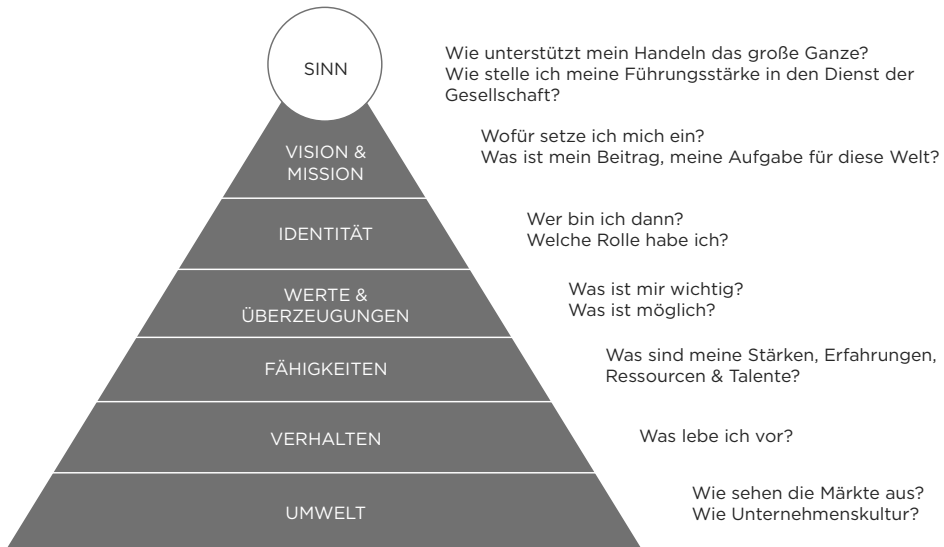 SINN
Wie unterstützt mein Handeln das große Ganze?
Wie stelle ich meine Führungsstärke in den Dienst der
Gesellschaft?
VISION &
MISSION
Wofür setze ich mich ein?
Was ist mein Beitrag, meine Aufgabe für diese Welt?
IDENTITÄT
Wer bin ich dann?
Welche Rolle habe ich?
WERTE &
ÜBERZEUGUNGEN
Was ist mir wichtig?
Was ist möglich?
FÄHIGKEITEN
Was sind meine Stärken, Erfahrungen,
Ressourcen & Talente?
VERHALTEN
Was lebe ich vor?
UMWELT
Wie sehen die Märkte aus?
Wie Unternehmenskultur?